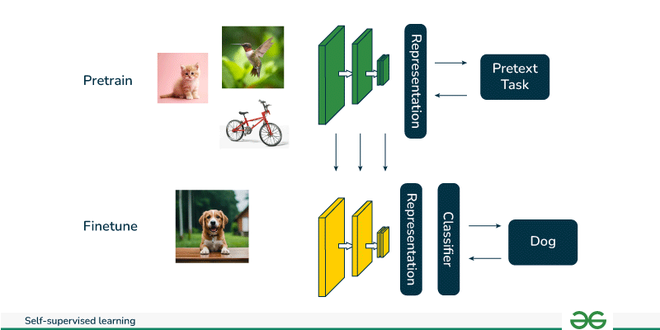 Pretrain
Representation
Pretext
Task
Finetune
Representation
Classifier
Dog
Self-supervised learning